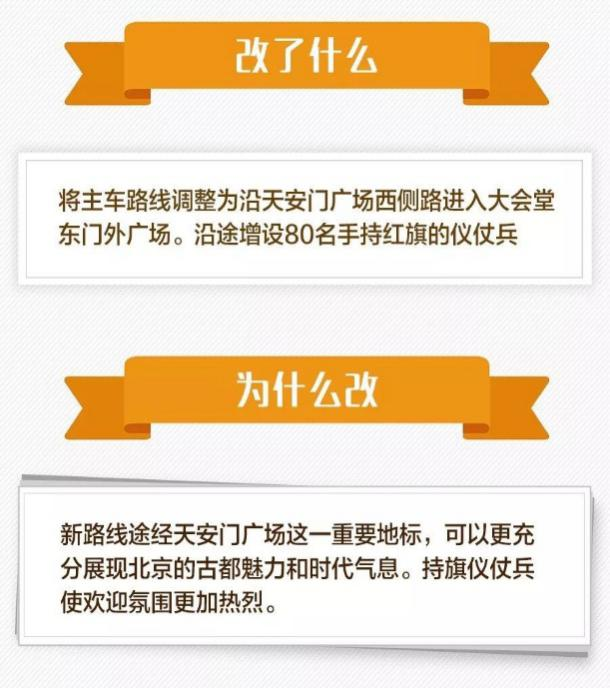 改了什么
将主车路线调整为沿天安门广场西侧路进入大会堂
东门外广场。沿途增设80名手持红旗的仪仗兵
为什么改
新路线途经天安门广场这一重要地标，可以更充
分展现北京的古都魅力和时代气息。持旗仪仗兵
使欢迎氛围更加热烈。